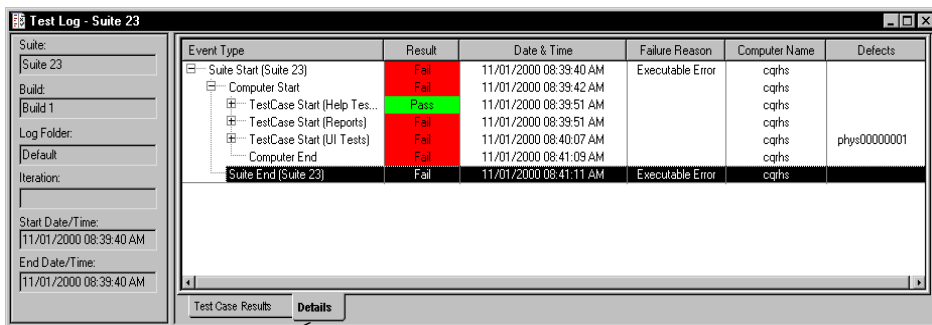 Test Log - Suite 23
Suite:
Suite 23
Build:
Build 1
Log Folder:
Default
Iteration:
Start Date/Time:
11/01/2000 08:39:40 AM
End Date/Time:
11/01/2000 08:39:40 AM
Event Type Result Date & Time Failure Reason Computer Name Defects
Suite Start (Suite 23) Fail 11/01/2000 08:39:40 AM Executable Error cqrhs
Computer Start Fail 11/01/2000 08:39:42 AM cqrhs
TestCase Start (Help Tes... Pass 11/01/2000 08:39:51 AM cqrhs
TestCase Start (Reports) Fail 11/01/2000 08:39:51 AM cqrhs
TestCase Start (UI Tests) Fail 11/01/2000 08:40:07 AM cqrhs phys00000001
Computer End Fail 11/01/2000 08:41:09 AM cqrhs
Suite End (Suite 23) Fail 11/01/2000 08:41:11 AM Executable Error cqrhs
Test Case Results Details